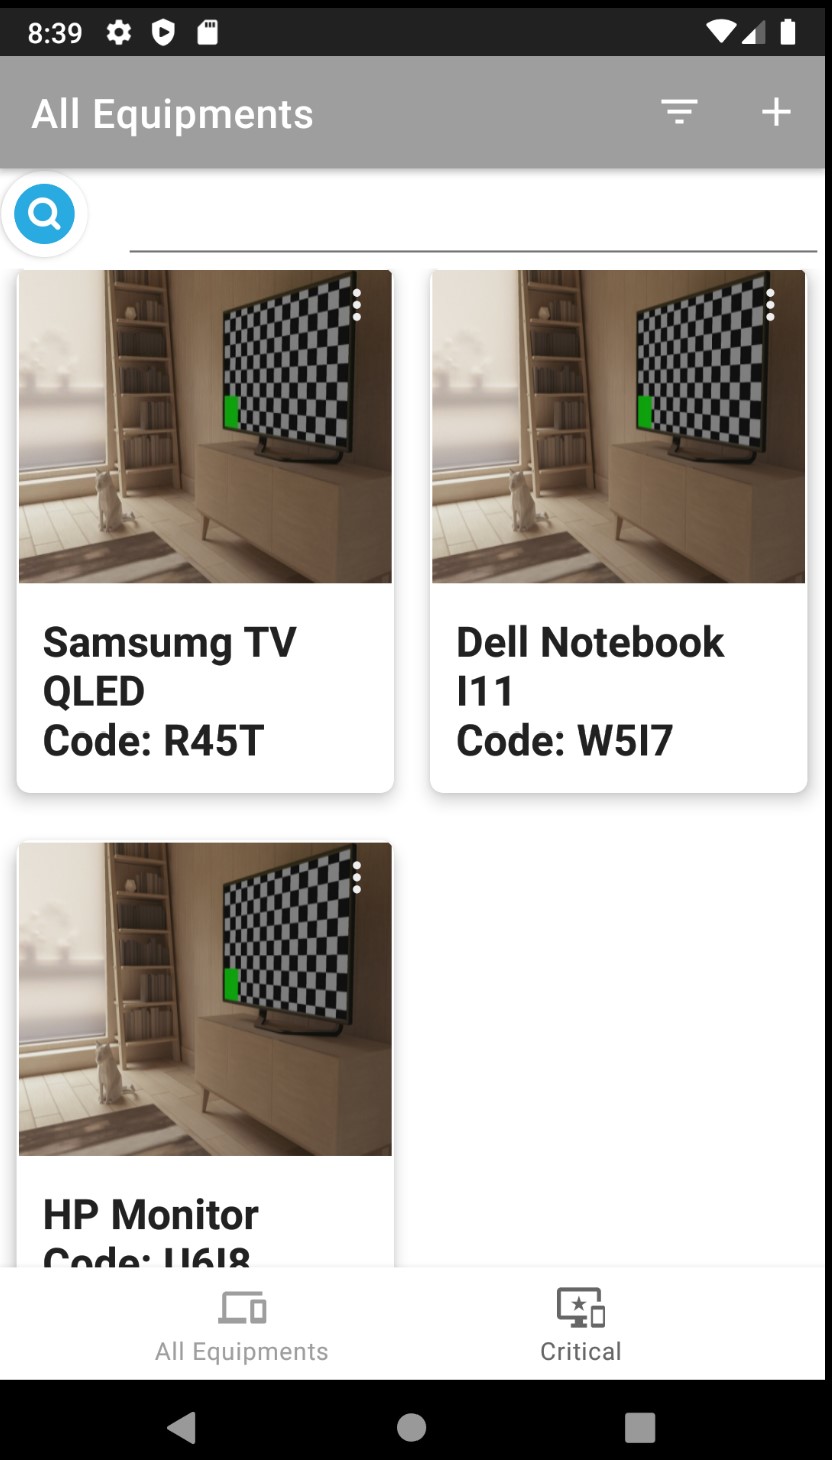 8:39
All Equipments
Samsumg TV
QLED
Code: R45T
Dell Notebook
I11
Code: W5I7
HP Monitor
Code: U6I8
All Equipments
Critical